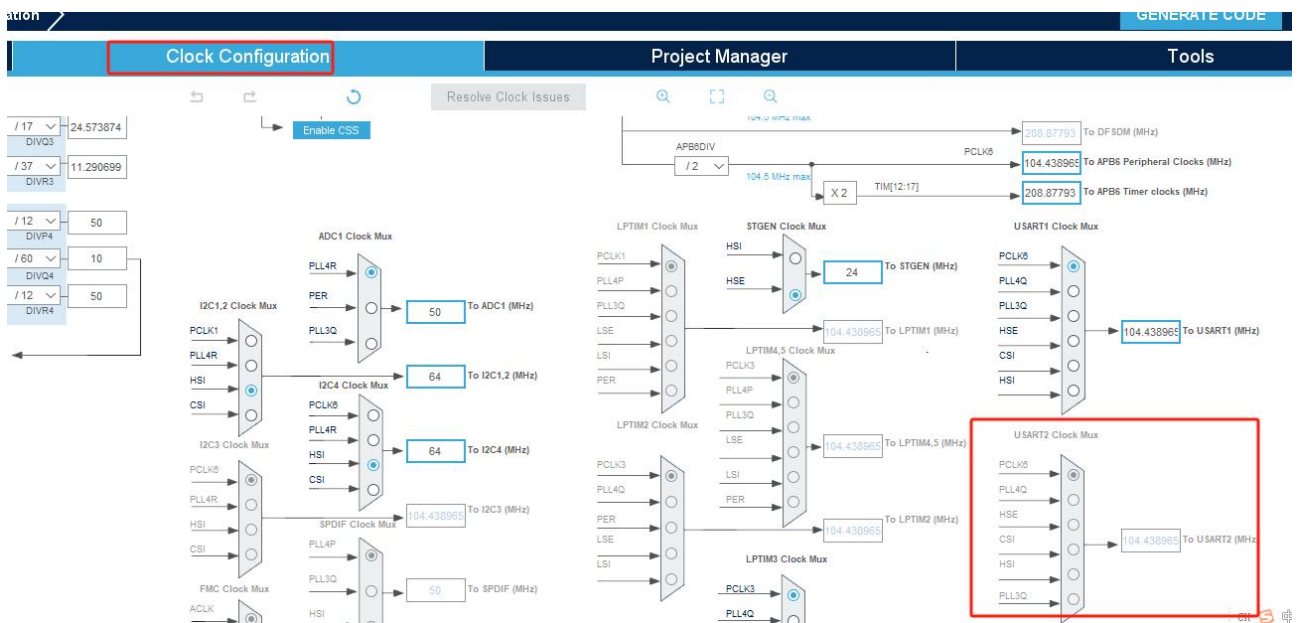 ation
GENERATE CODE
Clock Configuration
Project Manager
Tools
Resolve Clock Issues
/ 17
24.573874
DIVQ3
/ 37
11.290699
DIVR3
/ 12
50
DIVP4
/ 60
10
DIVQ4
/ 12
50
DIVR4
Enable CSS
104.5 MHz max
208.87793
To DFSDM (MHz)
APB6DIV
/ 2
PCLK6
104.438965
To APB6 Peripheral Clocks (MHz)
104.5 MHz max
X 2
TIM[12:17]
208.87793
To APB6 Timer clocks (MHz)
ADC1 Clock Mux
PLL4R
PER
PLL3Q
50
To ADC1 (MHz)
I2C1,2 Clock Mux
PCLK1
PLL4R
HSI
CSI
64
To I2C1,2 (MHz)
I2C4 Clock Mux
PCLK6
PLL4R
HSI
CSI
64
To I2C4 (MHz)
I2C3 Clock Mux
PCLK6
PLL4R
HSI
CSI
104.438965
To I2C3 (MHz)
SPDIF Clock Mux
PLL4P
PLL3Q
HSI
50
To SPDIF (MHz)
FMC Clock Mux
ACLK
LPTIM1 Clock Mux
PCLK1
PLL4P
PLL3Q
LSE
LSI
PER
104.438965
To LPTIM1 (MHz)
STGEN Clock Mux
HSI
HSE
24
To STGEN (MHz)
LPTIM4,5 Clock Mux
PCLK3
PLL4P
PLL3Q
LSE
LSI
PER
104.438965
To LPTIM4,5 (MHz)
LPTIM2 Clock Mux
PCLK3
PLL4Q
PER
LSE
LSI
104.438965
To LPTIM2 (MHz)
LPTIM3 Clock Mux
PCLK3
PLL4Q
USART1 Clock Mux
PCLK6
PLL4Q
PLL3Q
HSE
CSI
HSI
104.438965
To USART1 (MHz)
USART2 Clock Mux
PCLK6
PLL4Q
HSE
CSI
HSI
PLL3Q
104.438965
To USART2 (MHz